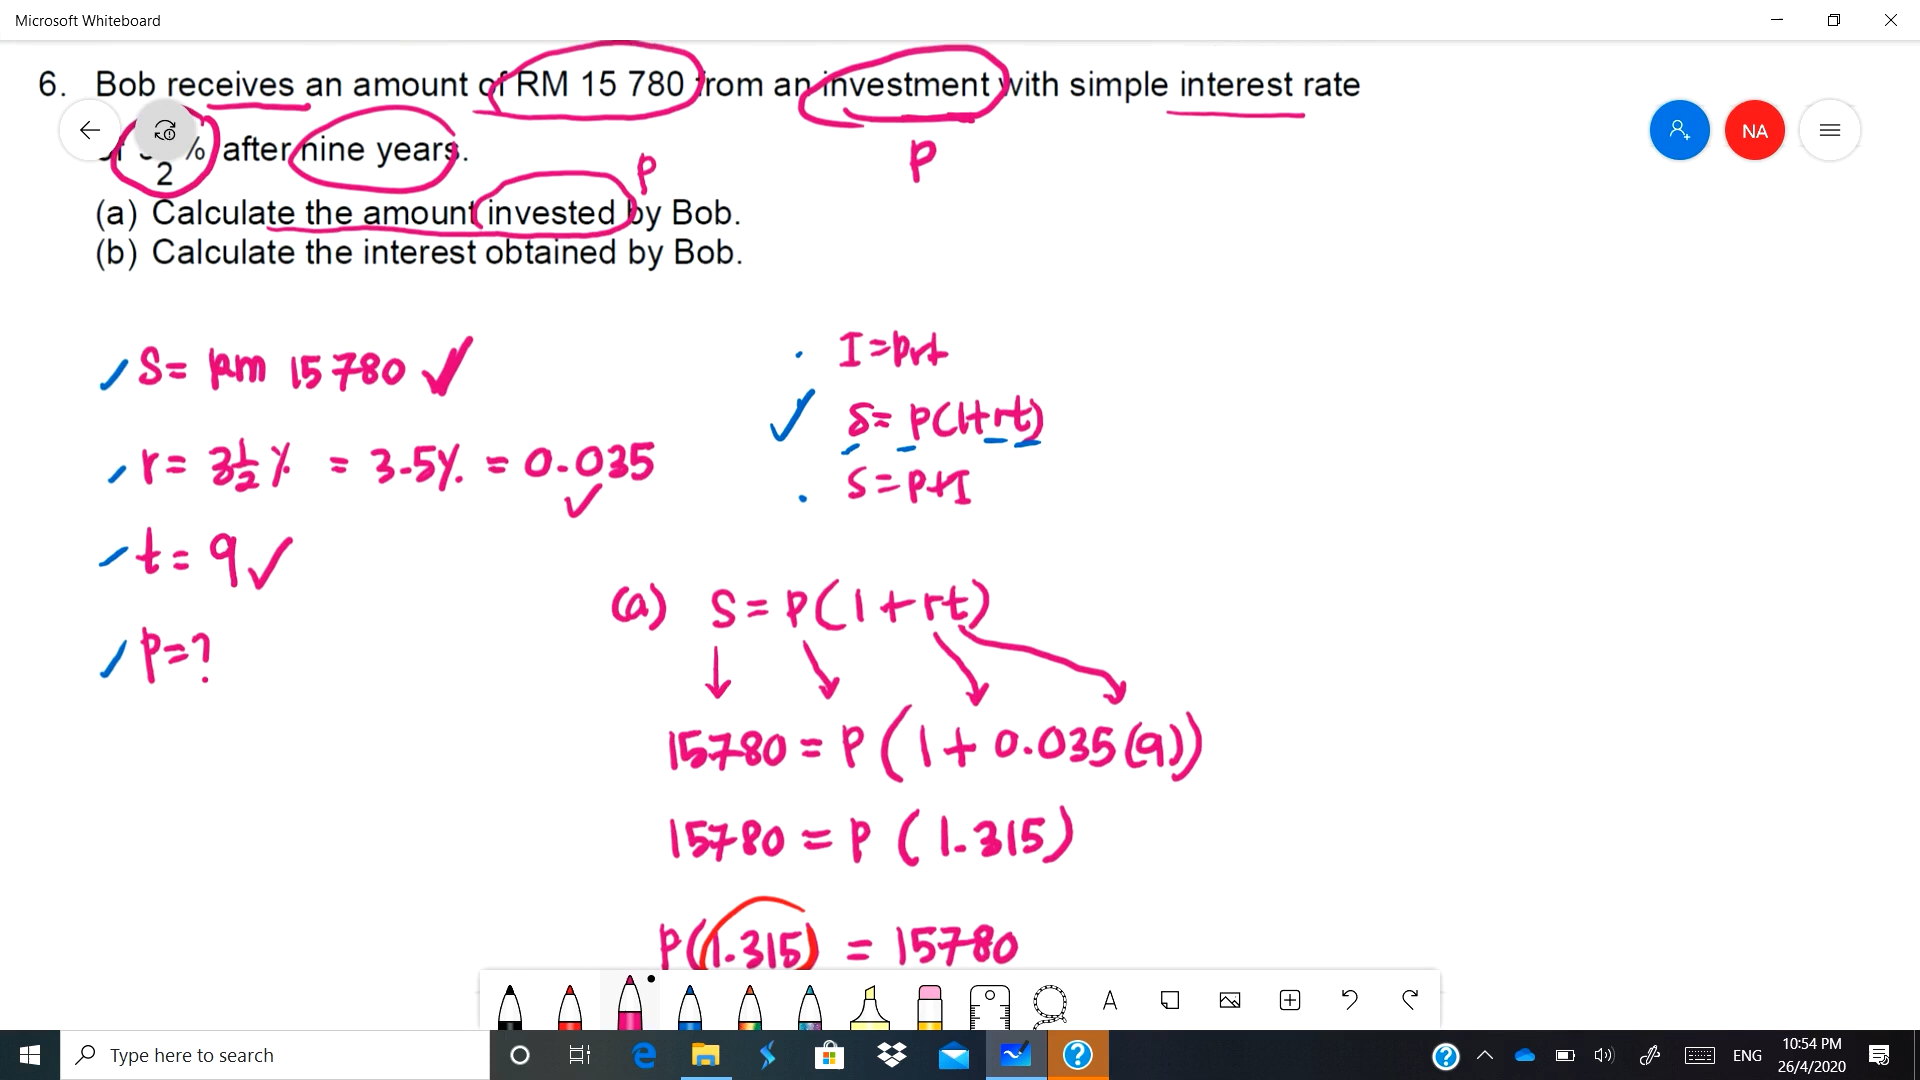 Microsoft Whiteboard
6. Bob receives an amount of RM 15 780 from an investment with simple interest rate
% after nine years.
2
P
P
NA
(a) Calculate the amount invested by Bob.
(b) Calculate the interest obtained by Bob.
S = RM 15 780
r = 3 1/2 % = 3.5% = 0.035
t = 9
P = ?
I = Prt
S = P(1+rt)
S = P+I
(a) S = P(1 + rt)
15780 = P(1 + 0.035(9))
15780 = P(1.315)
P(1.315) = 15780
A
Type here to search
ENG
10:54 PM
26/4/2020